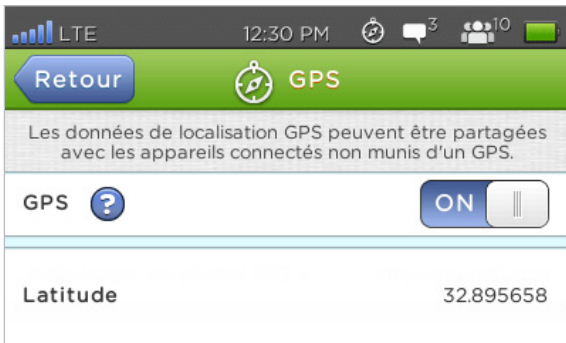 LTE 12:30 PM 3 10
Retour GPS
Les données de localisation GPS peuvent être partagées
avec les appareils connectés non munis d'un GPS.
GPS ? ON
Latitude 32.895658